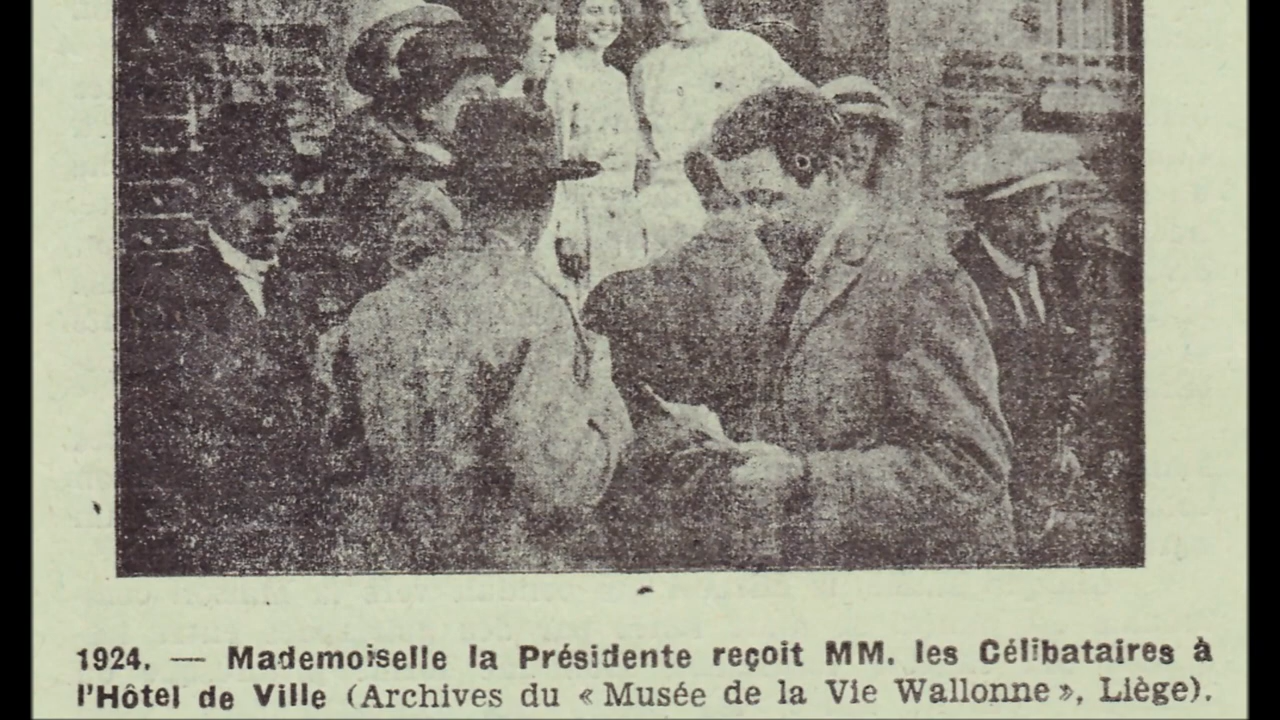 1924. — Mademoiselle la Présidente reçoit MM. les Célibataires à
l'Hôtel de Ville (Archives du « Musée de la Vie Wallonne », Liège).